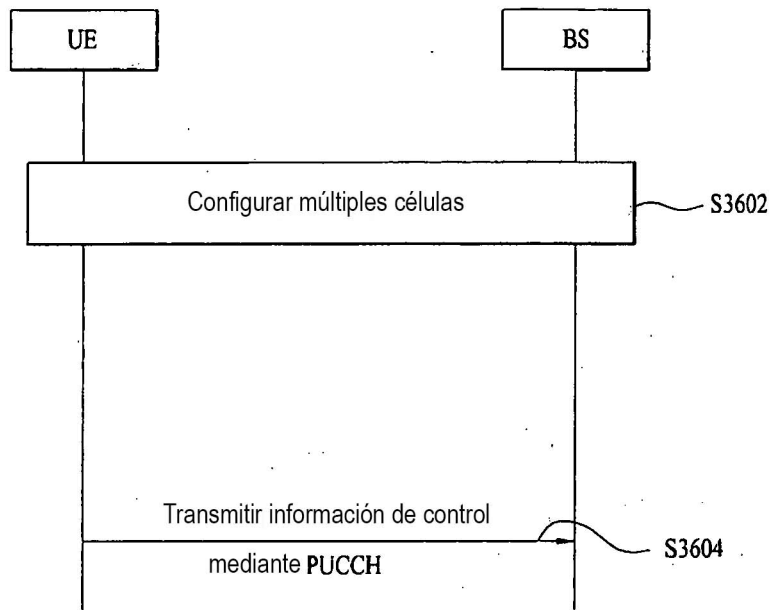 UE
BS
Configurar múltiples células
S3602
Transmitir información de control
mediante PUCCH
S3604